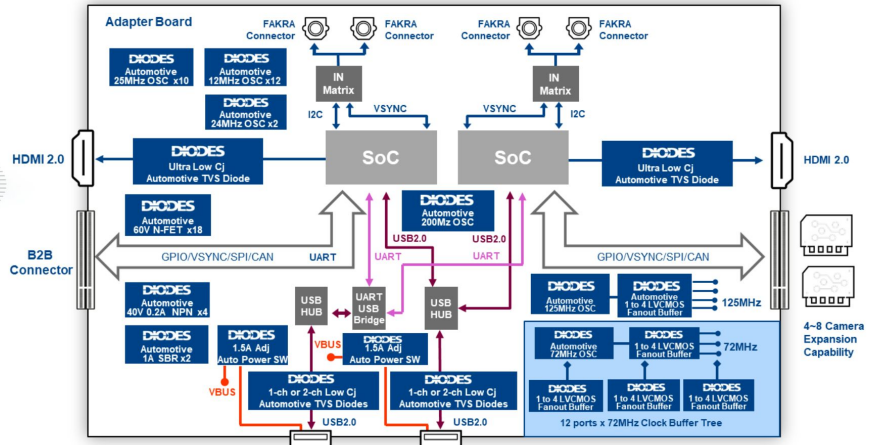 Adapter Board
FAKRA
Connector
FAKRA
Connector
FAKRA
Connector
FAKRA
Connector
DIODES
Automotive
25MHz OSC x10
DIODES
Automotive
12MHz OSC x12
DIODES
Automotive
24MHz OSC x2
IN
Matrix
IN
Matrix
I2C
VSYNC
VSYNC
I2C
HDMI 2.0
DIODES
Ultra Low Cj
Automotive TVS Diode
SoC
SoC
DIODES
Ultra Low Cj
Automotive TVS Diode
HDMI 2.0
DIODES
Automotive
60V N-FET x18
DIODES
Automotive
200Mz OSC
B2B
Connector
GPIO/VSYNC/SPI/CAN
UART
UART
USB2.0
UART
USB2.0
GPIO/VSYNC/SPI/CAN
DIODES
Automotive
40V 0.2A NPN x4
USB
HUB
UART
USB
Bridge
USB
HUB
DIODES
Automotive
125MHz OSC
DIODES
Automotive
1 to 4 LVCMOS
Fanout Buffer
125MHz
4~8 Camera
Expansion
Capability
DIODES
Automotive
1A SBR x2
DIODES
1.5A Adj
Auto Power SW
VBUS
VBUS
DIODES
1.5A Adj
Auto Power SW
DIODES
Automotive
72MHz OSC
DIODES
1 to 4 LVCMOS
Fanout Buffer
72MHz
DIODES
1-ch or 2-ch Low Cj
Automotive TVS Diodes
DIODES
1-ch or 2-ch Low Cj
Automotive TVS Diodes
DIODES
1 to 4 LVCMOS
Fanout Buffer
DIODES
1 to 4 LVCMOS
Fanout Buffer
DIODES
1 to 4 LVCMOS
Fanout Buffer
USB2.0
USB2.0
12 ports x 72MHz Clock Buffer Tree